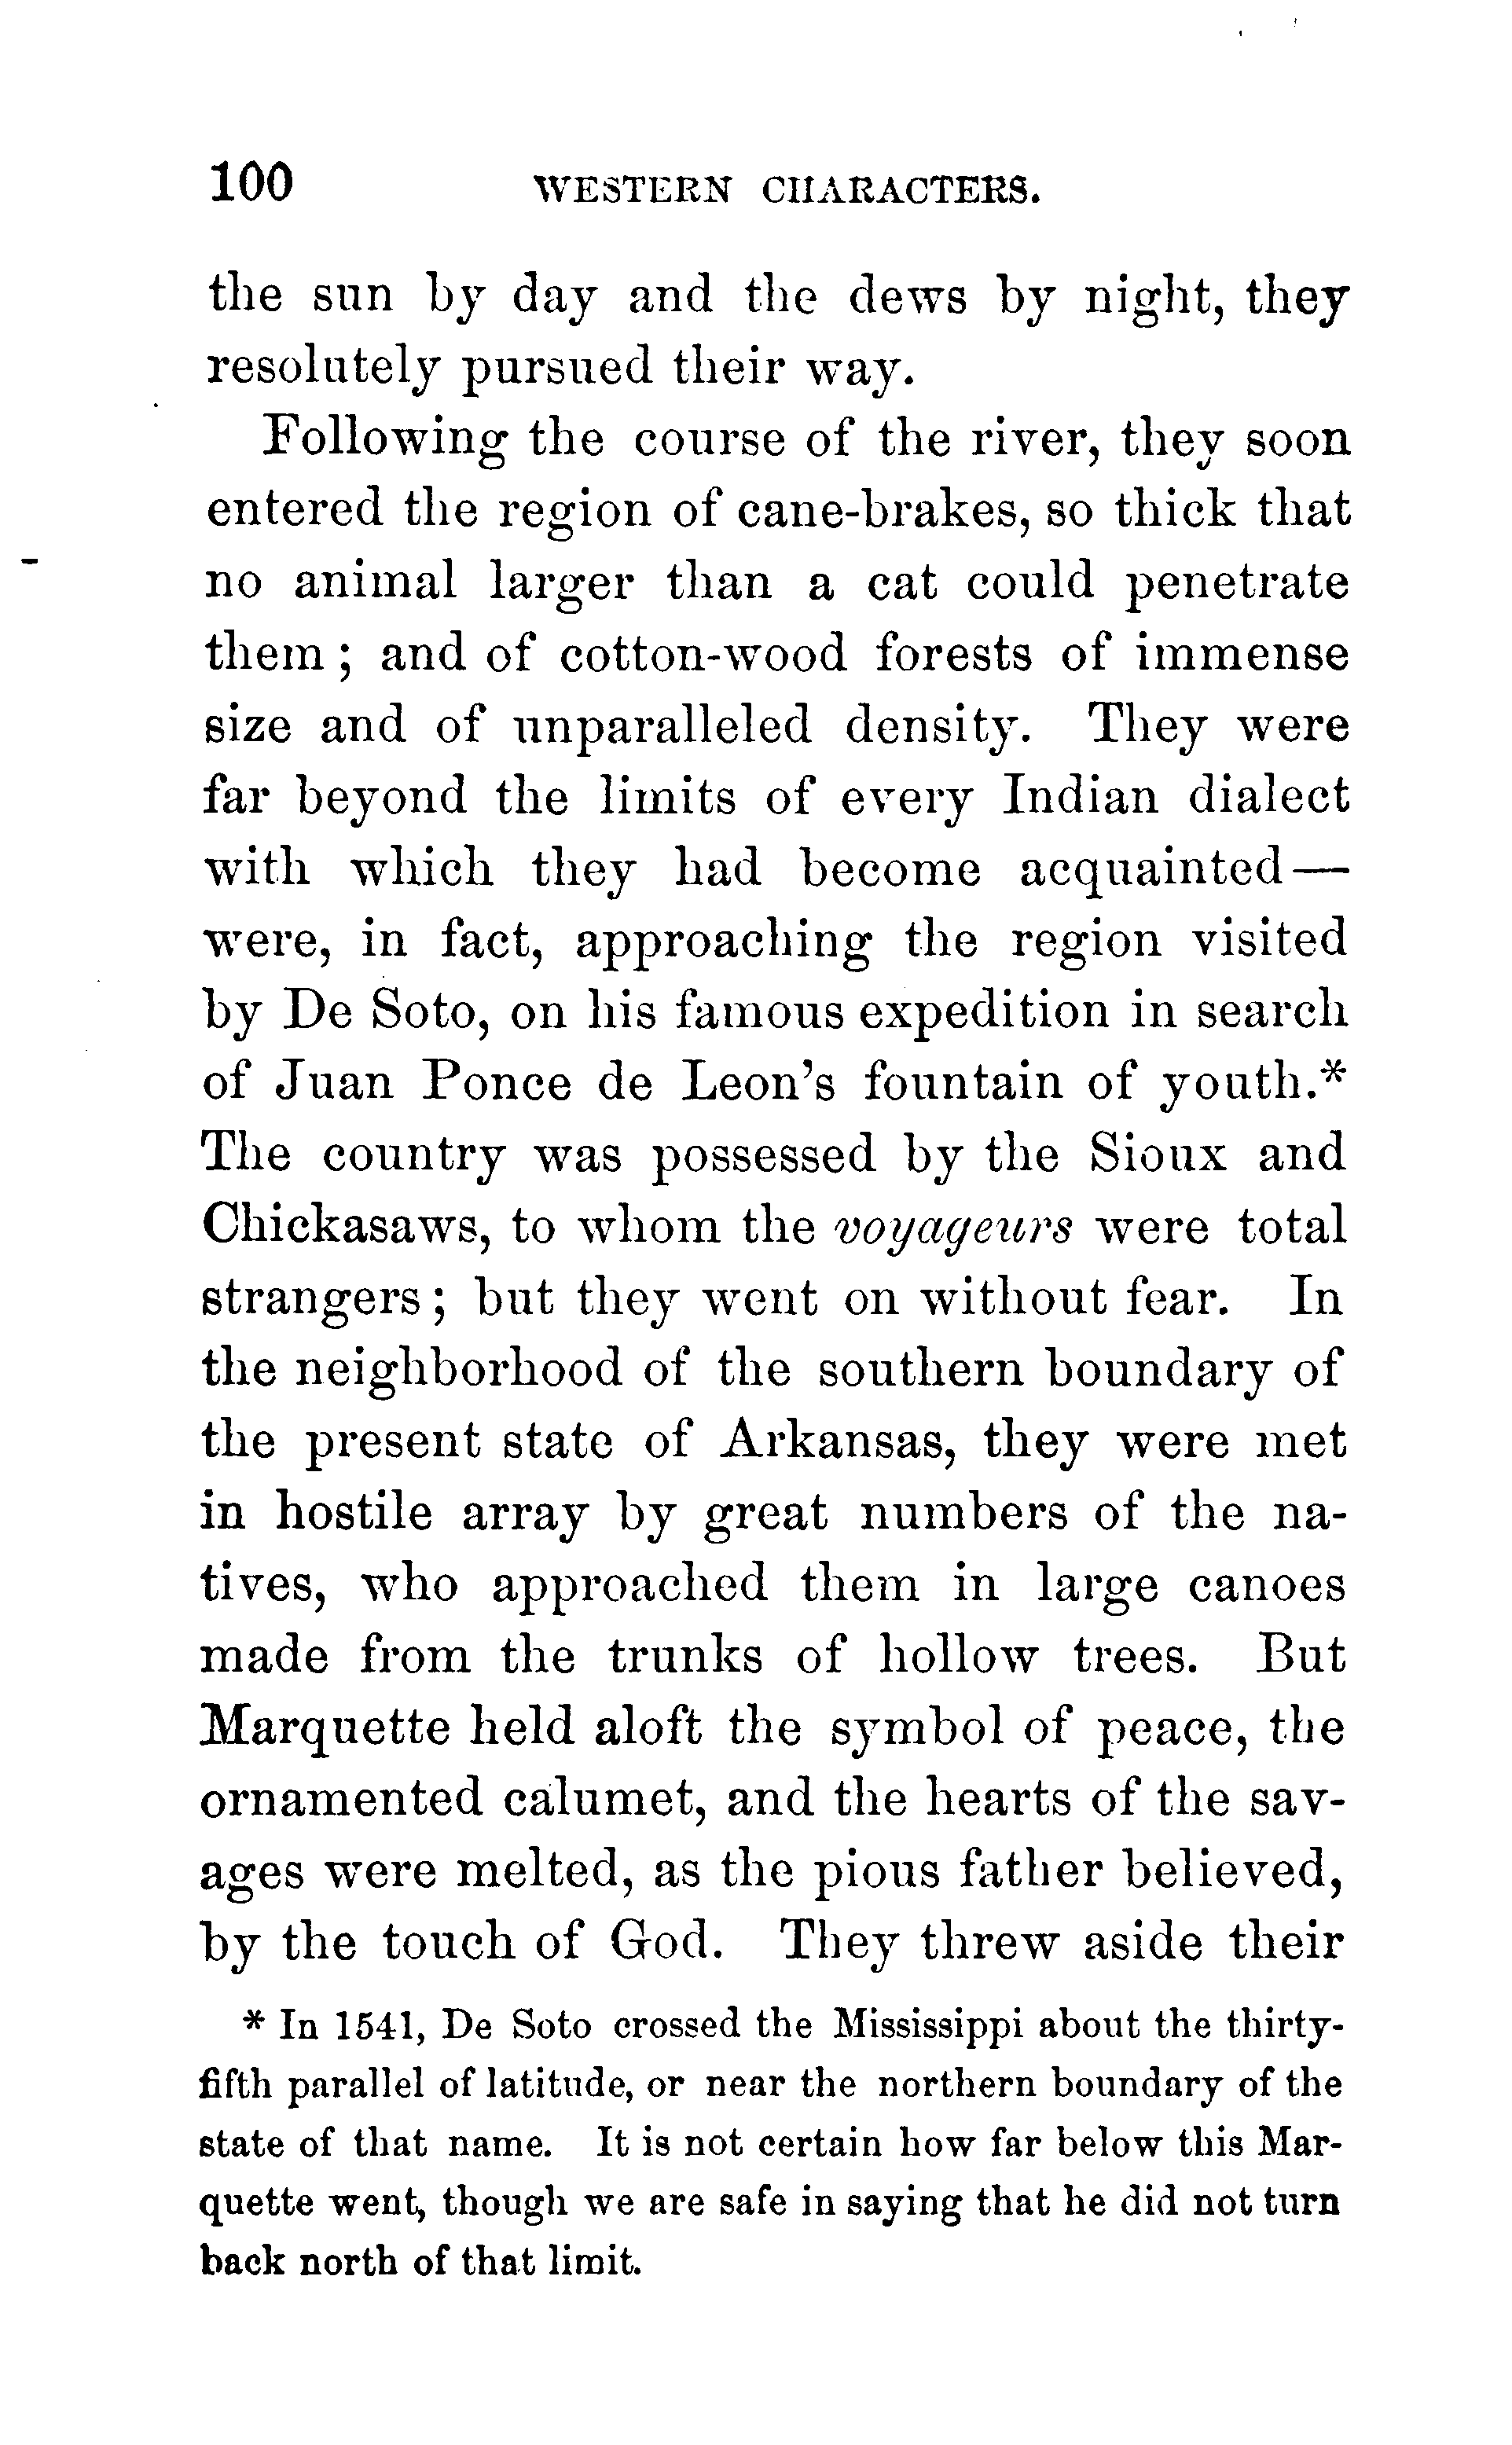 100 WESTERN CHARACTERS.
the sun by day and the dews by night, they
resolutely pursued their way.
Following the course of the river, they soon
entered the region of cane-brakes, so thick that
no animal larger than a cat could penetrate
them; and of cotton-wood forests of immense
size and of unparalleled density. They were
far beyond the limits of every Indian dialect
with which they had become acquainted—
were, in fact, approaching the region visited
by De Soto, on his famous expedition in search
of Juan Ponce de Leon's fountain of youth.*
The country was possessed by the Sioux and
Chickasaws, to whom the voyageurs were total
strangers; but they went on without fear. In
the neighborhood of the southern boundary of
the present state of Arkansas, they were met
in hostile array by great numbers of the na-
tives, who approached them in large canoes
made from the trunks of hollow trees. But
Marquette held aloft the symbol of peace, the
ornamented calumet, and the hearts of the sav-
ages were melted, as the pious father believed,
by the touch of God. They threw aside their
* In 1541, De Soto crossed the Mississippi about the thirty-
fifth parallel of latitude, or near the northern boundary of the
state of that name. It is not certain how far below this Mar-
quette went, though we are safe in saying that he did not turn
back north of that limit.